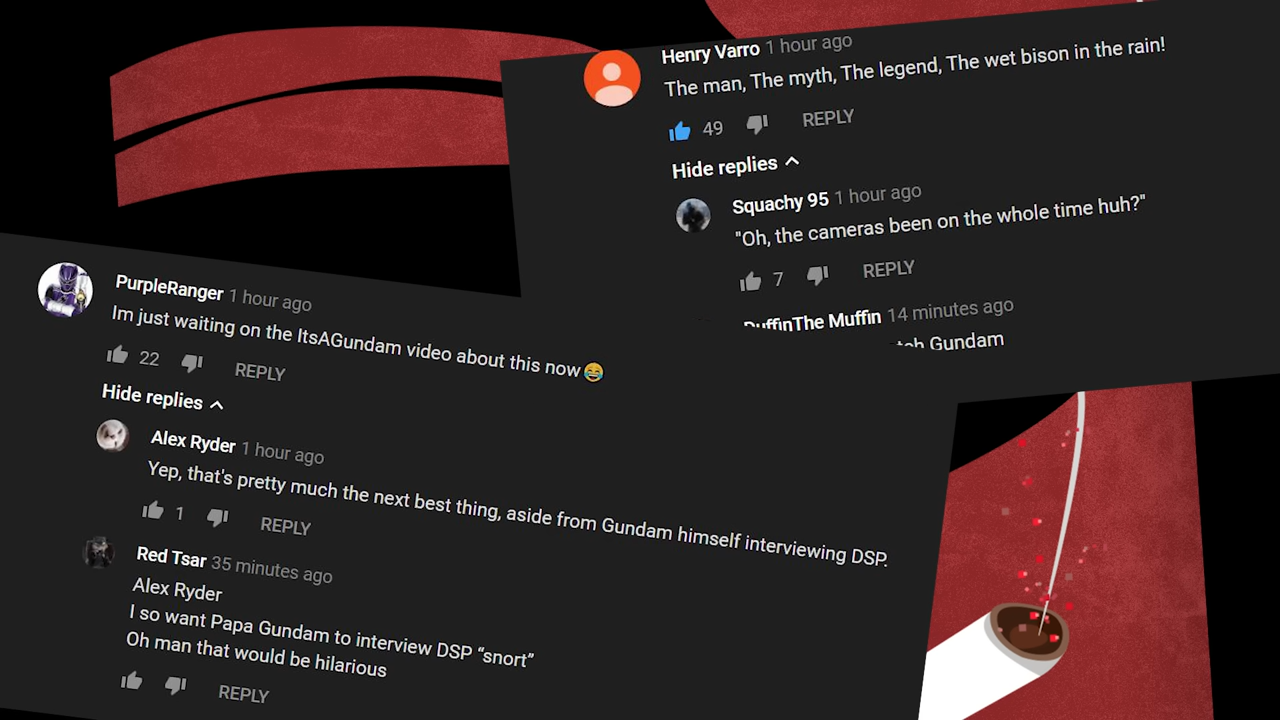 Henry Varro 1 hour ago
The man, The myth, The legend, The wet bison in the rain!
49 REPLY
Hide replies
Squachy 95 1 hour ago
"Oh, the cameras been on the whole time huh?"
7 REPLY
DuffinThe Muffin 14 minutes ago
Gundam
PurpleRanger 1 hour ago
Im just waiting on the ItsAGundam video about this now😂
22 REPLY
Hide replies
Alex Ryder 1 hour ago
Yep, that's pretty much the next best thing, aside from Gundam himself interviewing DSP.
1 REPLY
Red Tsar 35 minutes ago
Alex Ryder
I so want Papa Gundam to interview DSP “snort”
Oh man that would be hilarious
REPLY